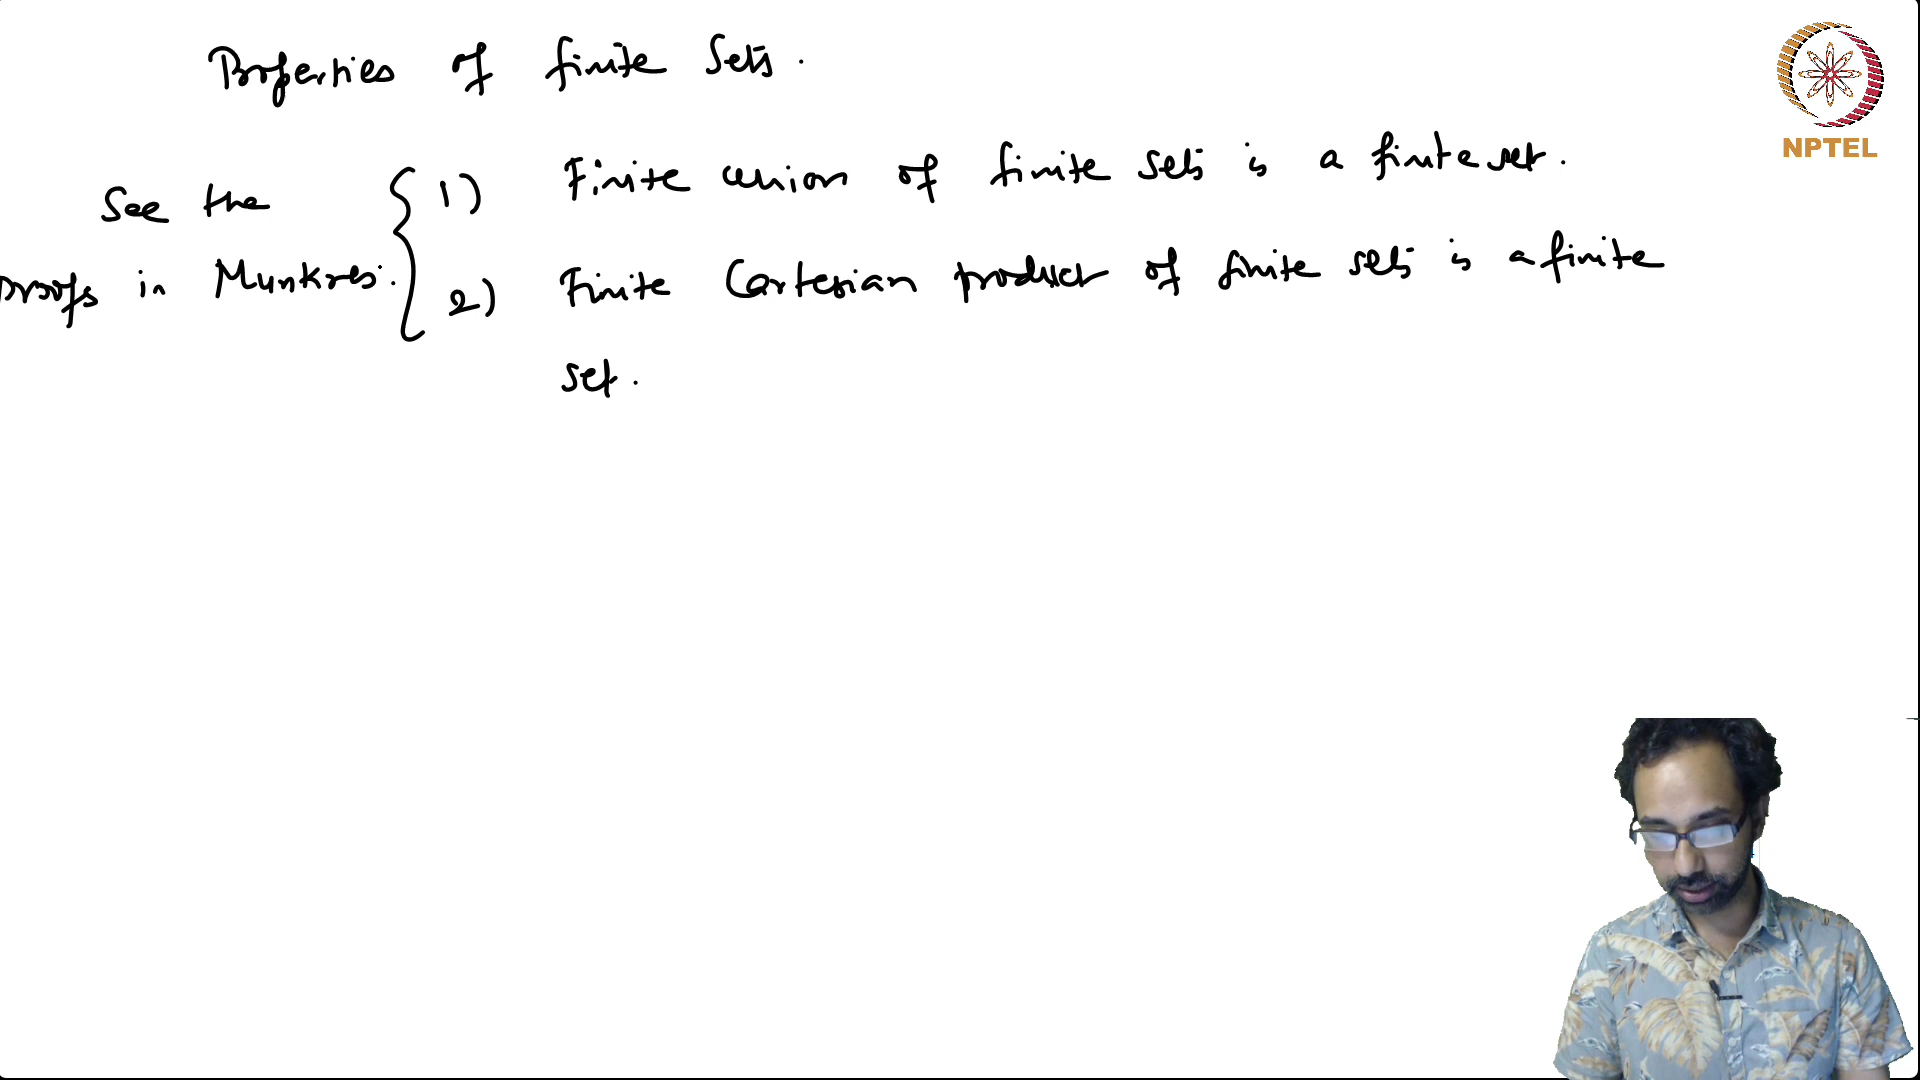 Properties of finite Sets.
NPTEL
See the
proofs in Munkres.
1) Finite union of finite sets is a finite set.
2) Finite Cartesian product of finite sets is a finite
set.